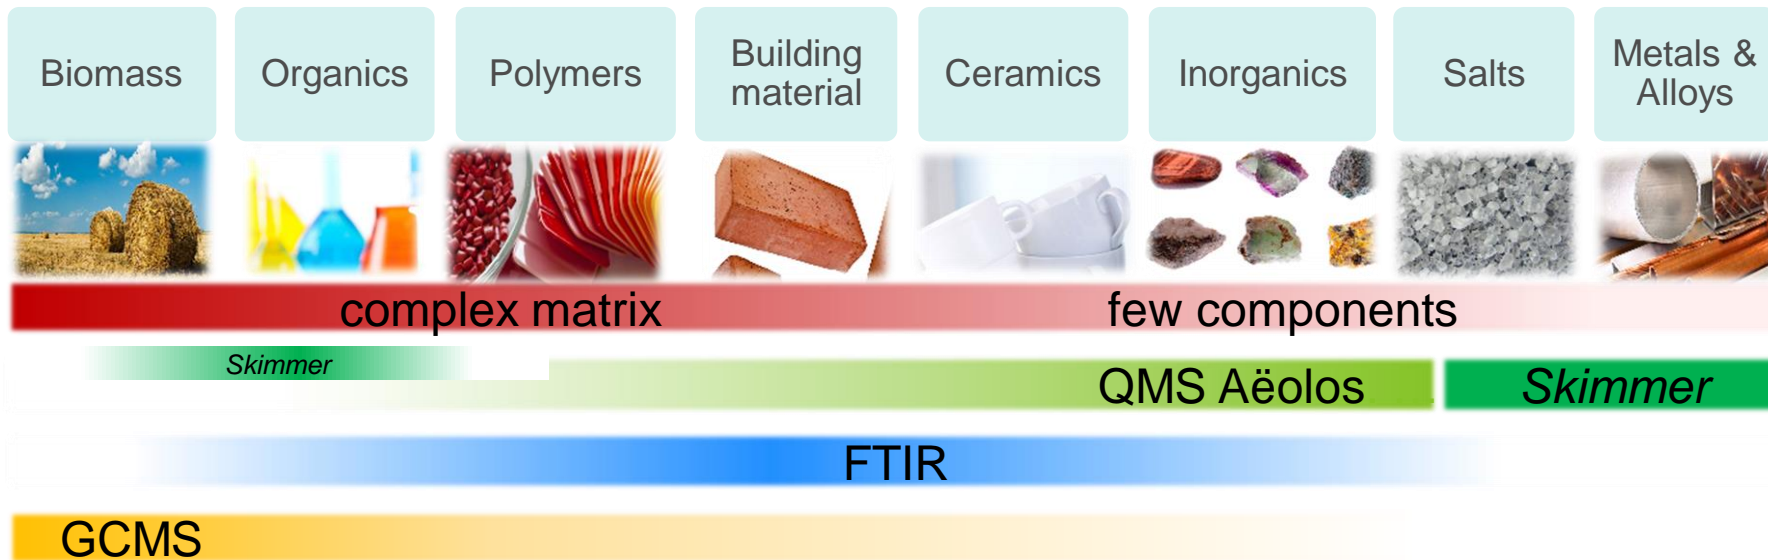 Biomass
Organics
Polymers
Building
material
Ceramics
Inorganics
Salts
Metals &
Alloys
complex matrix
few components
Skimmer
QMS Aëolos
Skimmer
FTIR
GCMS